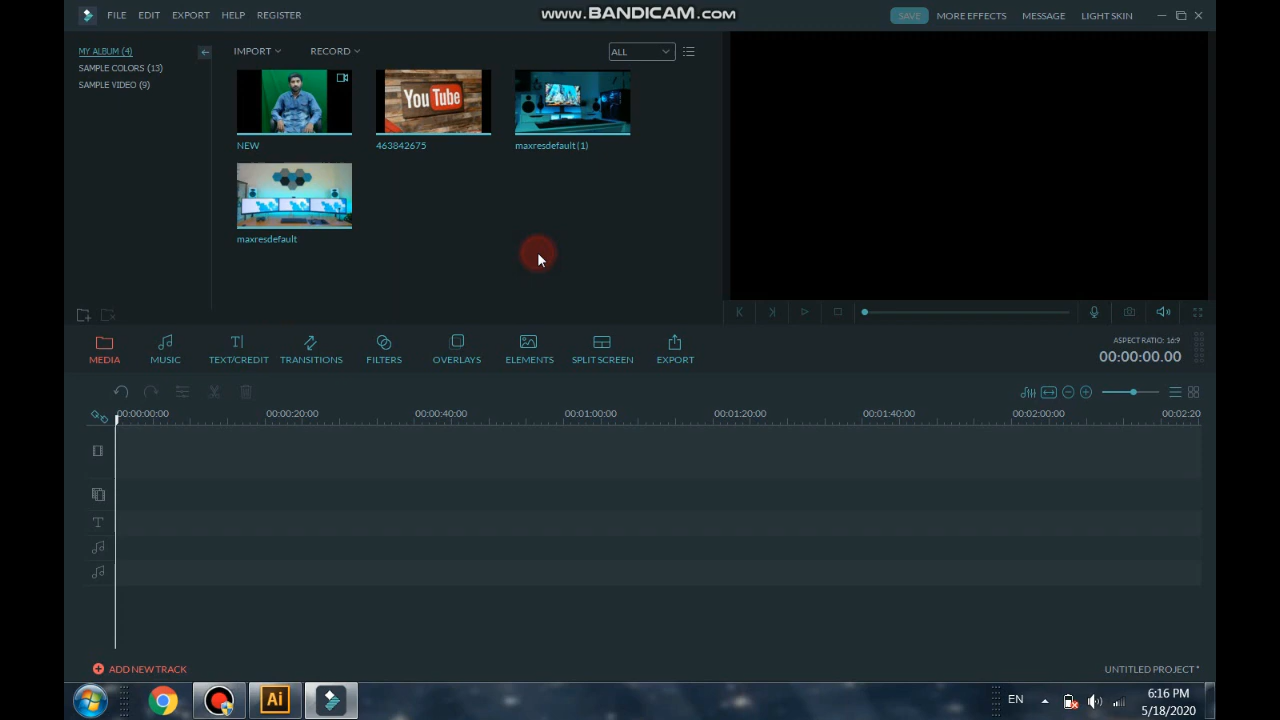 FILE EDIT EXPORT HELP REGISTER
www.BANDICAM.com
SAVE MORE EFFECTS MESSAGE LIGHT SKIN
MY ALBUM (4)
SAMPLE COLORS (13)
SAMPLE VIDEO (9)
IMPORT RECORD ALL
You Tube
NEW 463842675 maxresdefault (1)
maxresdefault
MEDIA MUSIC TEXT/CREDIT TRANSITIONS FILTERS OVERLAYS ELEMENTS SPLIT SCREEN EXPORT
ASPECT RATIO: 16:9
00:00:00.00
00:00:00:00 00:00:20:00 00:00:40:00 00:01:00:00 00:01:20:00 00:01:40:00 00:02:00:00 00:02:20
T
ADD NEW TRACK
UNTITLED PROJECT *
Ai
EN
6:16 PM
5/18/2020